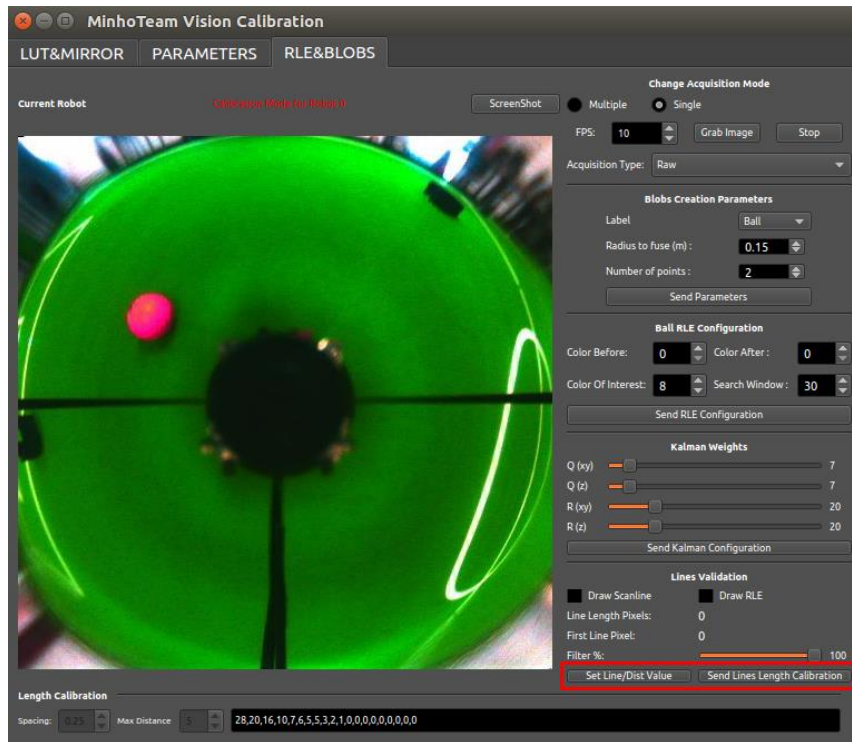 MinhoTeam Vision Calibration
LUT&MIRROR PARAMETERS RLE&BLOBS
Current Robot Calibration Mode for Robot 0 ScreenShot
Change Acquisition Mode
Multiple Single
FPS: 10 Grab Image Stop
Acquisition Type: Raw
Blobs Creation Parameters
Label Ball
Radius to fuse (m) : 0.15
Number of points : 2
Send Parameters
Ball RLE Configuration
Color Before: 0 Color After : 0
Color Of Interest: 8 Search Window : 30
Send RLE Configuration
Kalman Weights
Q (xy) 7
Q (z) 7
R (xy) 20
R (z) 20
Send Kalman Configuration
Lines Validation
Draw Scanline Draw RLE
Line Length Pixels: 0
First Line Pixel: 0
Filter %: 100
Set Line/Dist Value Send Lines Length Calibration
Length Calibration
Spacing: 0.25 Max Distance 5 28,20,16,10,7,6,5,5,3,2,1,0,0,0,0,0,0,0,0,0